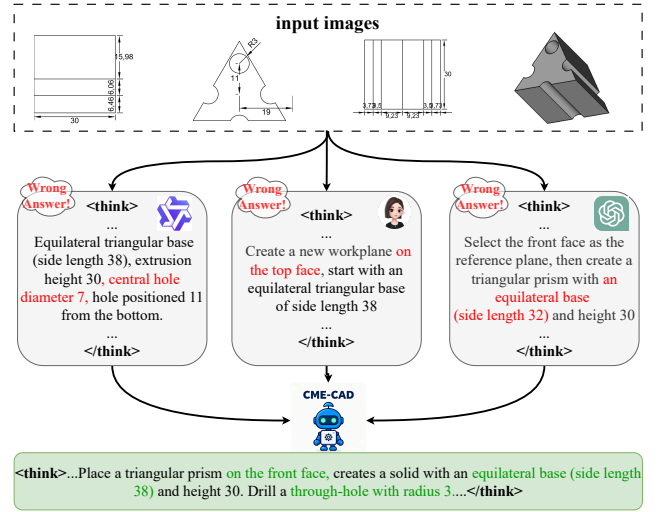 input images
15,98
6,06
6,46
30
R3
11
19
30
3,73
3,5
9,23
9,23
3,5
3,73
Wrong
Answer!
<think>
...
Equilateral triangular base
(side length 38), extrusion
height 30, central hole
diameter 7, hole positioned 11
from the bottom.
...
</think>
Wrong
Answer!
<think>
...
Create a new workplane on
the top face, start with an
equilateral triangular base
of side length 38
...
</think>
Wrong
Answer!
<think>
...
Select the front face as the
reference plane, then create a
triangular prism with an
equilateral base
(side length 32) and height 30
...
</think>
CME-CAD
<think>...Place a triangular prism on the front face, creates a solid with an equilateral base (side length
38) and height 30. Drill a through-hole with radius 3....</think>